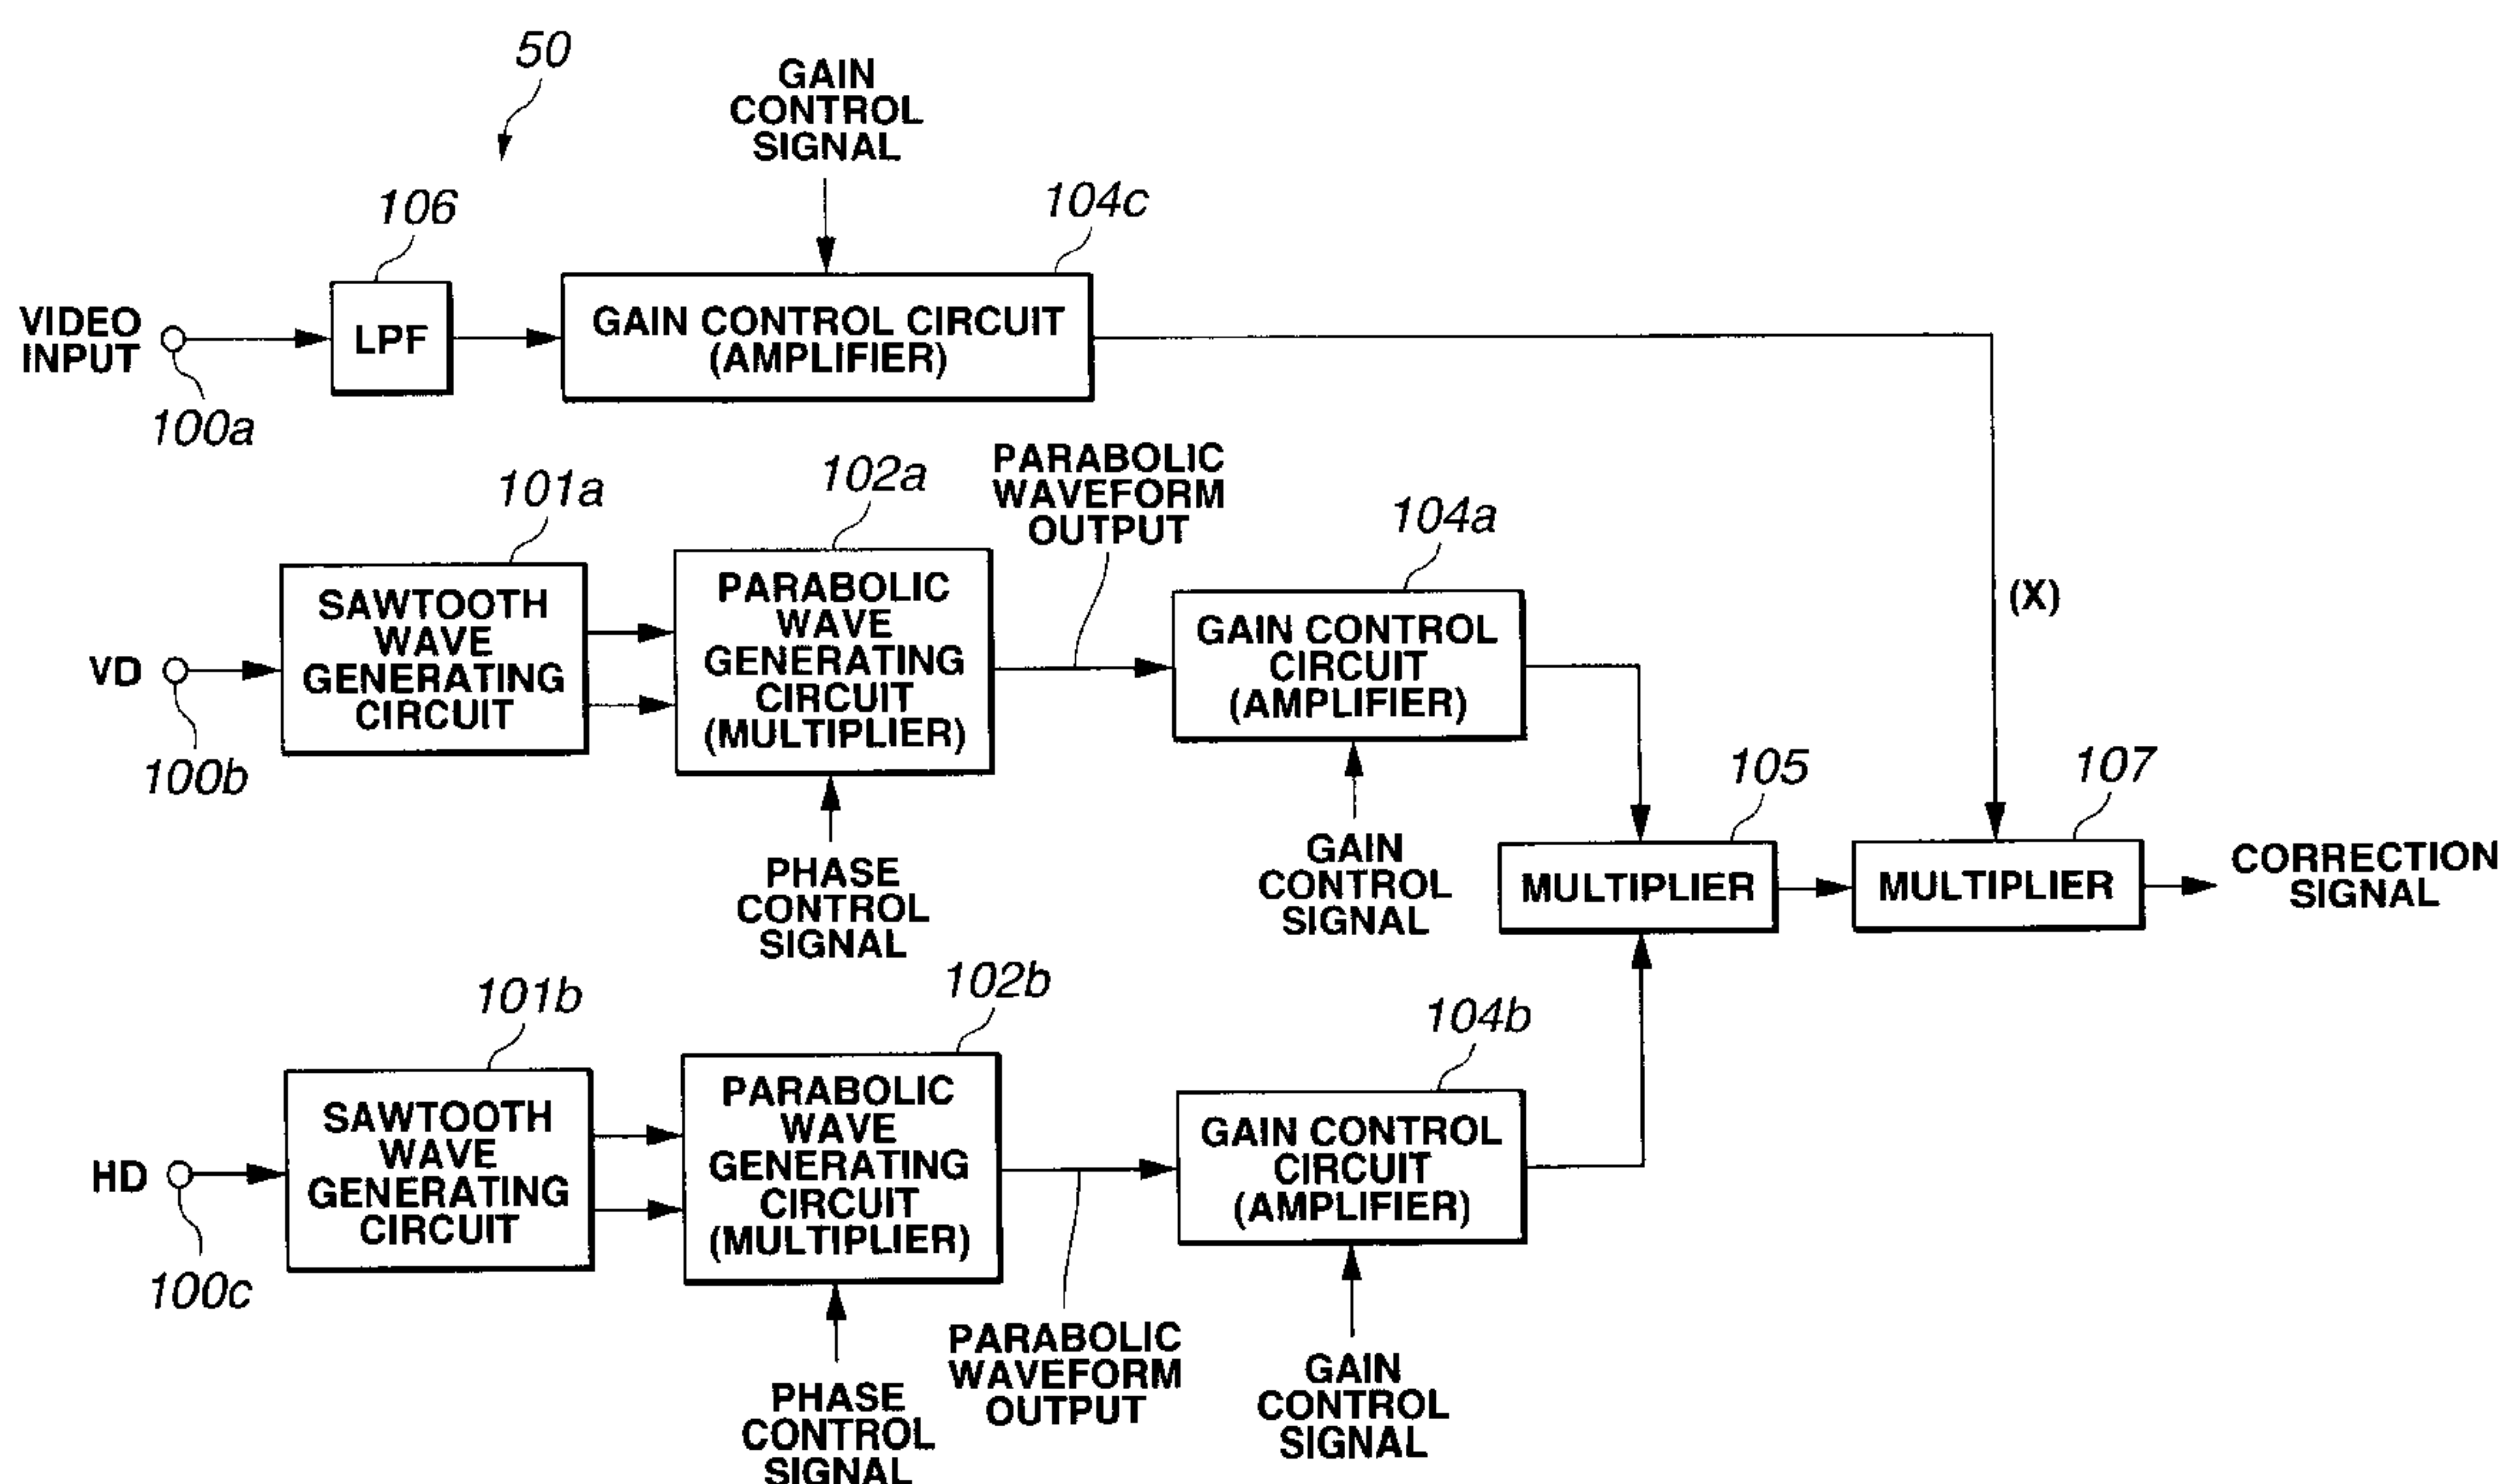 50
GAIN
CONTROL
SIGNAL
106
104c
VIDEO
INPUT
LPF
GAIN CONTROL CIRCUIT
(AMPLIFIER)
100a
101a
102a
PARABOLIC
WAVEFORM
OUTPUT
104a
(X)
VD
SAWTOOTH
WAVE
GENERATING
CIRCUIT
PARABOLIC
WAVE
GENERATING
CIRCUIT
(MULTIPLIER)
GAIN CONTROL
CIRCUIT
(AMPLIFIER)
100b
PHASE
CONTROL
SIGNAL
GAIN
CONTROL
SIGNAL
105
107
MULTIPLIER
MULTIPLIER
CORRECTION
SIGNAL
101b
102b
104b
HD
SAWTOOTH
WAVE
GENERATING
CIRCUIT
PARABOLIC
WAVE
GENERATING
CIRCUIT
(MULTIPLIER)
GAIN CONTROL
CIRCUIT
(AMPLIFIER)
100c
PHASE
CONTROL
SIGNAL
PARABOLIC
WAVEFORM
OUTPUT
GAIN
CONTROL
SIGNAL